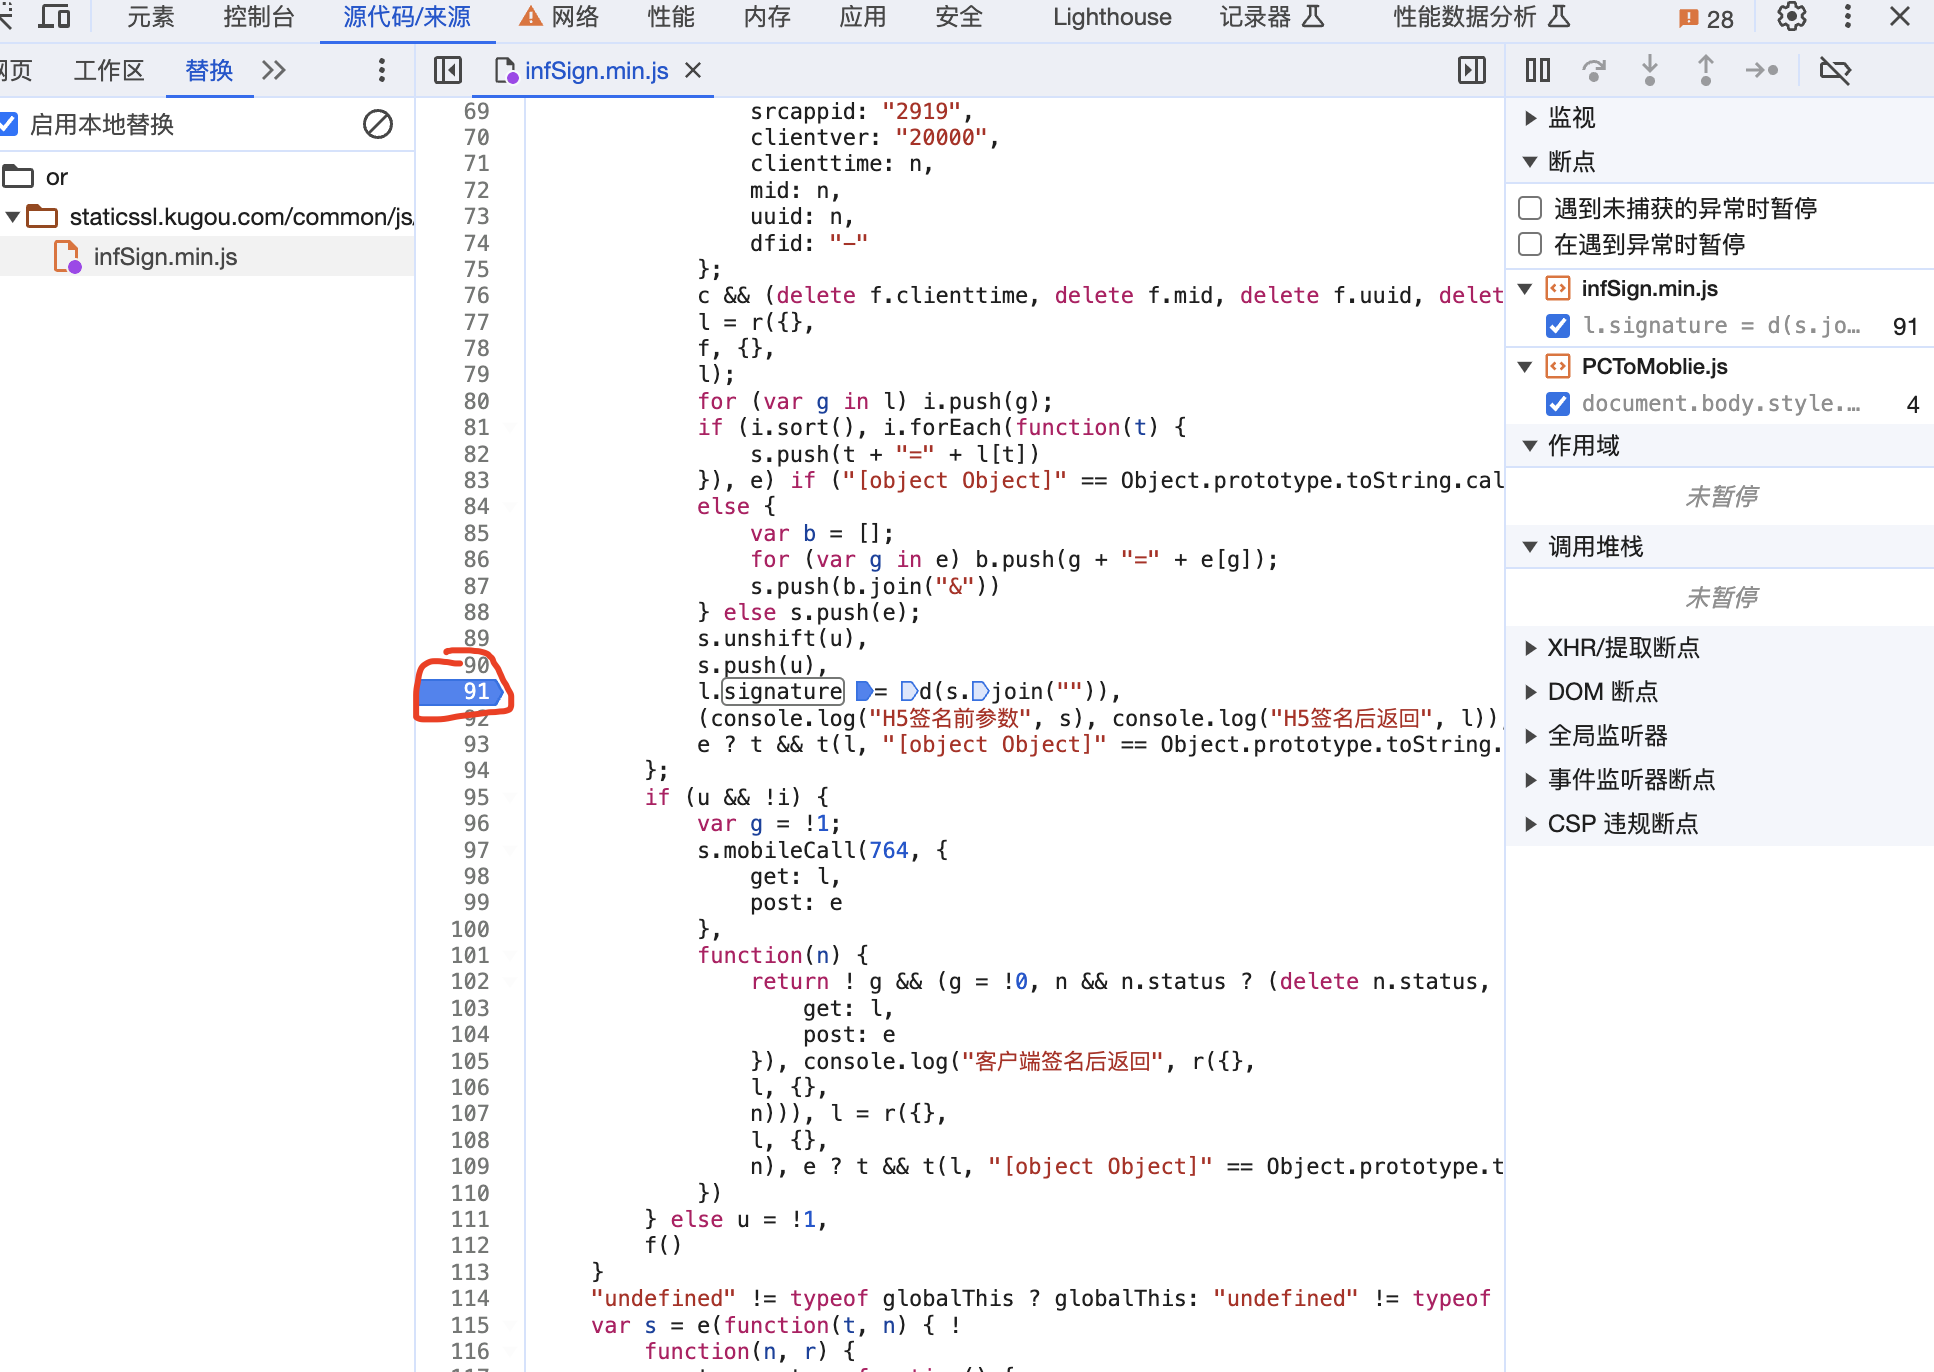 元素 控制台 源代码/来源 网络 性能 内存 应用 安全 Lighthouse 记录器 性能数据分析 28
网页 工作区 替换
启用本地替换
or
staticssl.kugou.com/common/js/
infSign.min.js
infSign.min.js
69 srcappid: "2919",
70 clientver: "20000",
71 clienttime: n,
72 mid: n,
73 uuid: n,
74 dfid: "-"
75 };
76 c && (delete f.clienttime, delete f.mid, delete f.uuid, delet
77 l = r({},
78 f, {},
79 l);
80 for (var g in l) i.push(g);
81 if (i.sort(), i.forEach(function(t) {
82 s.push(t + "=" + l[t])
83 }), e) if ("[object Object]" == Object.prototype.toString.cal
84 else {
85 var b = [];
86 for (var g in e) b.push(g + "=" + e[g]);
87 s.push(b.join("&"))
88 } else s.push(e);
89 s.unshift(u),
90 s.push(u),
91 l.signature = d(s.join("")),
92 (console.log("H5签名前参数", s), console.log("H5签名后返回", l)),
93 e ? t && t(l, "[object Object]" == Object.prototype.toString.
94 };
95 if (u && !i) {
96 var g = !1;
97 s.mobileCall(764, {
98 get: l,
99 post: e
100 },
101 function(n) {
102 return ! g && (g = !0, n && n.status ? (delete n.status,
103 get: l,
104 post: e
105 }), console.log("客户端签名后返回", r({},
106 l, {},
107 n))), l = r({},
108 l, {},
109 n), e ? t && t(l, "[object Object]" == Object.prototype.t
110 })
111 } else u = !1,
112 f()
113 }
114 "undefined" != typeof globalThis ? globalThis: "undefined" != typeof
115 var s = e(function(t, n) { !
116 function(n, r) {
监视
断点
遇到未捕获的异常时暂停
在遇到异常时暂停
infSign.min.js
l.signature = d(s.jo… 91
PCToMoblie.js
document.body.style.… 4
作用域
未暂停
调用堆栈
未暂停
XHR/提取断点
DOM 断点
全局监听器
事件监听器断点
CSP 违规断点